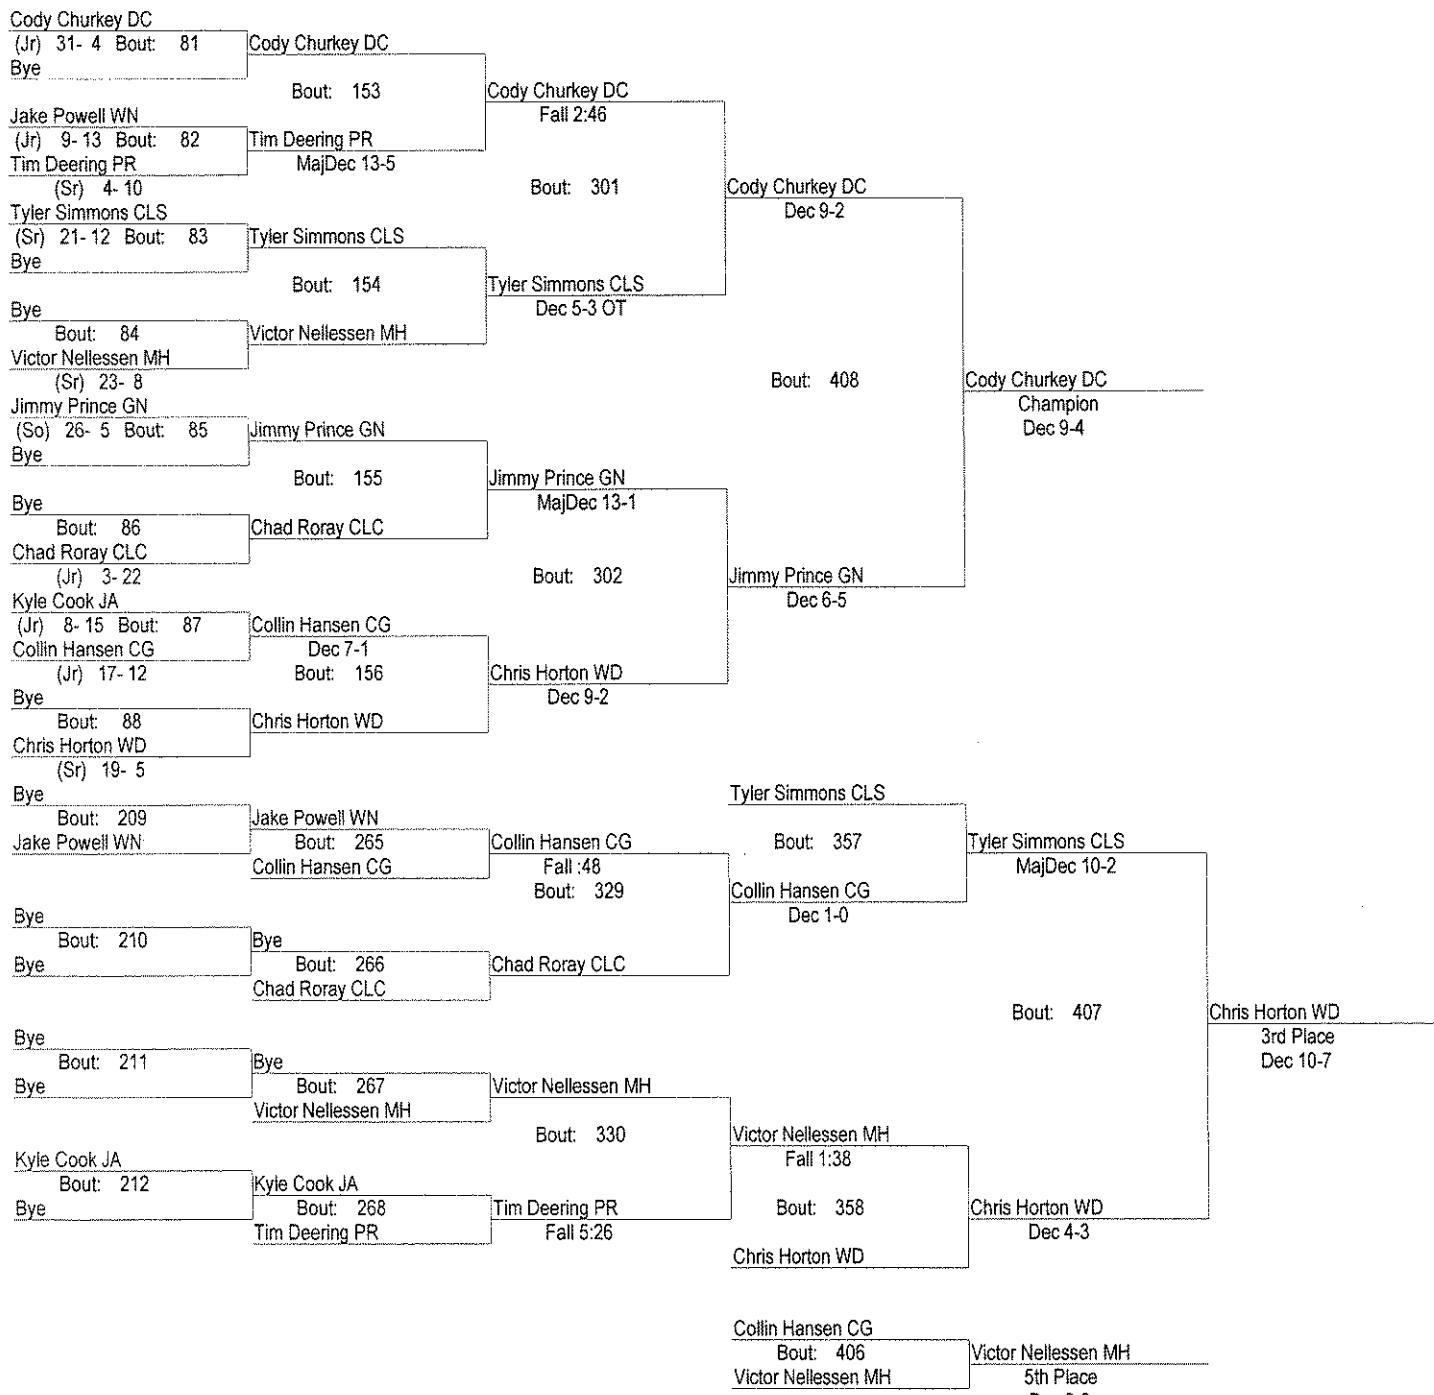 Cody Churkey DC
(Jr) 31- 4 Bout: 81
Bye
Cody Churkey DC
Bout: 153
Jake Powell WN
(Jr) 9- 13 Bout: 82
Tim Deering PR
(Sr) 4- 10
Tim Deering PR
MajDec 13-5
Cody Churkey DC
Fall 2:46
Bout: 301
Tyler Simmons CLS
(Sr) 21- 12 Bout: 83
Bye
Tyler Simmons CLS
Bout: 154
Bye
Bout: 84
Victor Nellessen MH
(Sr) 23- 8
Victor Nellessen MH
Tyler Simmons CLS
Dec 5-3 OT
Cody Churkey DC
Dec 9-2
Bout: 408
Cody Churkey DC
Champion
Dec 9-4
Jimmy Prince GN
(So) 26- 5 Bout: 85
Bye
Jimmy Prince GN
Bout: 155
Bye
Bout: 86
Chad Roray CLC
(Jr) 3- 22
Chad Roray CLC
Jimmy Prince GN
MajDec 13-1
Bout: 302
Kyle Cook JA
(Jr) 8- 15 Bout: 87
Collin Hansen CG
(Jr) 17- 12
Collin Hansen CG
Dec 7-1
Bout: 156
Bye
Bout: 88
Chris Horton WD
(Sr) 19- 5
Chris Horton WD
Chris Horton WD
Dec 9-2
Jimmy Prince GN
Dec 6-5
Bye
Bout: 209
Jake Powell WN
Jake Powell WN
Bout: 265
Collin Hansen CG
Collin Hansen CG
Fall :48
Bout: 329
Bye
Bout: 210
Bye
Bye
Bout: 266
Chad Roray CLC
Chad Roray CLC
Tyler Simmons CLS
Bout: 357
Collin Hansen CG
Dec 1-0
Tyler Simmons CLS
MajDec 10-2
Bout: 407
Chris Horton WD
3rd Place
Dec 10-7
Bye
Bout: 211
Bye
Bye
Bout: 267
Victor Nellessen MH
Victor Nellessen MH
Bout: 330
Kyle Cook JA
Bout: 212
Bye
Kyle Cook JA
Bout: 268
Tim Deering PR
Tim Deering PR
Fall 5:26
Victor Nellessen MH
Fall 1:38
Bout: 358
Chris Horton WD
Chris Horton WD
Dec 4-3
Collin Hansen CG
Bout: 406
Victor Nellessen MH
Victor Nellessen MH
5th Place